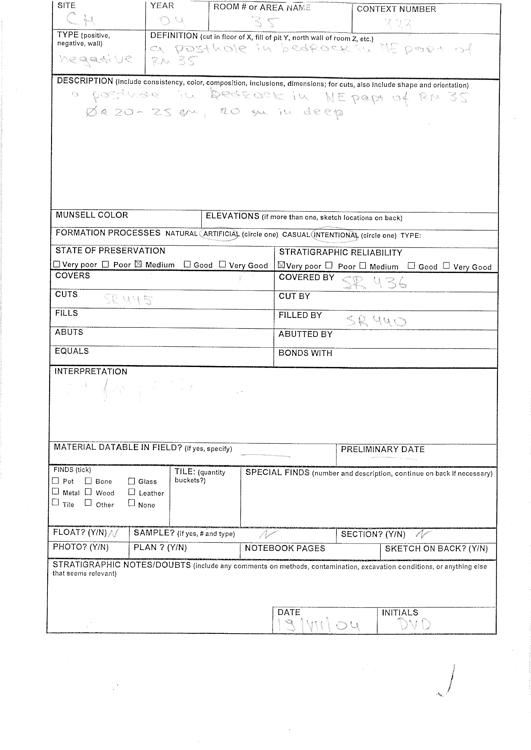 SITE YEAR ROOM # OR AREA NAME CONTEXT NUMBER
CH 04 35
TYPE (positive, negative, wall) DEFINITION (cut in floor of X, fill of pit Y, north wall of room Z, etc.)
negative a posthole in bedrock in NE part of
RM 35
DESCRIPTION (include consistency, color, composition, inclusions, dimensions; for cuts, also include shape and orientation)
a posthole in bedrock in NE part of RM 35
Ø 20-25 cm, 20 cm in deep
MUNSELL COLOR ELEVATIONS (if more than one, sketch locations on back)
FORMATION PROCESSES NATURAL ARTIFICIAL (circle one) CASUAL INTENTIONAL (circle one) TYPE:
STATE OF PRESERVATION STRATIGRAPHIC RELIABILITY
☐ Very poor ☐ Poor ☒ Medium ☐ Good ☐ Very Good ☒ Very poor ☐ Poor ☐ Medium ☐ Good ☐ Very Good
COVERS COVERED BY SR 436
CUTS SR 445 CUT BY
FILLS FILLED BY SR 440
ABUTS ABUTTED BY
EQUALS BONDS WITH
INTERPRETATION
MATERIAL DATABLE IN FIELD? (if yes, specify) PRELIMINARY DATE
FINDS (tick) TILE: (quantity buckets?) SPECIAL FINDS (number and description, continue on back if necessary)
☐ Pot ☐ Bone ☐ Glass
☐ Metal ☐ Wood ☐ Leather
☐ Tile ☐ Other ☐ None
FLOAT? (Y/N) N SAMPLE? (if yes, # and type) N SECTION? (Y/N) N
PHOTO? (Y/N) PLAN ? (Y/N) NOTEBOOK PAGES SKETCH ON BACK? (Y/N)
STRATIGRAPHIC NOTES/DOUBTS (include any comments on methods, contamination, excavation conditions, or anything else
that seems relevant)
DATE INITIALS
19/VII/04 DVD